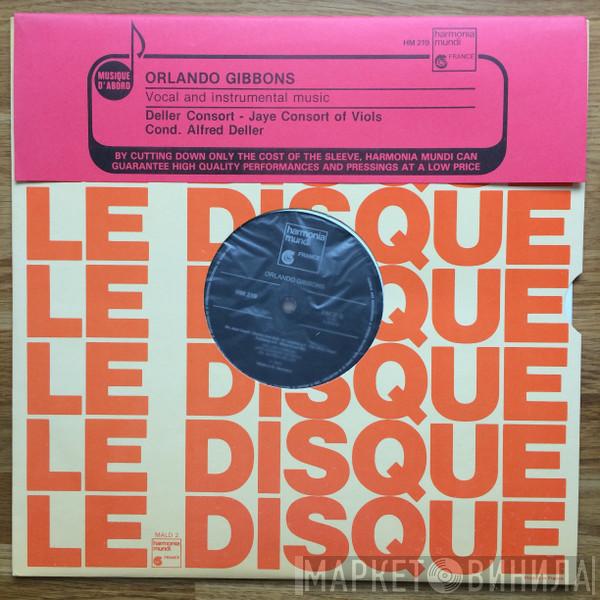 HM 219
harmonia
mundi
FRANCE
MUSIQUE
D'ABORD
ORLANDO GIBBONS
Vocal and instrumental music
Deller Consort - Jaye Consort of Viols
Cond. Alfred Deller
BY CUTTING DOWN ONLY THE COST OF THE SLEEVE, HARMONIA MUNDI CAN
GUARANTEE HIGH QUALITY PERFORMANCES AND PRESSINGS AT A LOW PRICE
LE DISQUE
harmonia
mundi
FRANCE
ORLANDO GIBBONS
HM 219
LE DISQUE
LE DISQUE
LE DISQUE
LE DISQUE
MALD 2
harmonia
mundi
FRANCE
МАРКЕТ ВИНИЛА